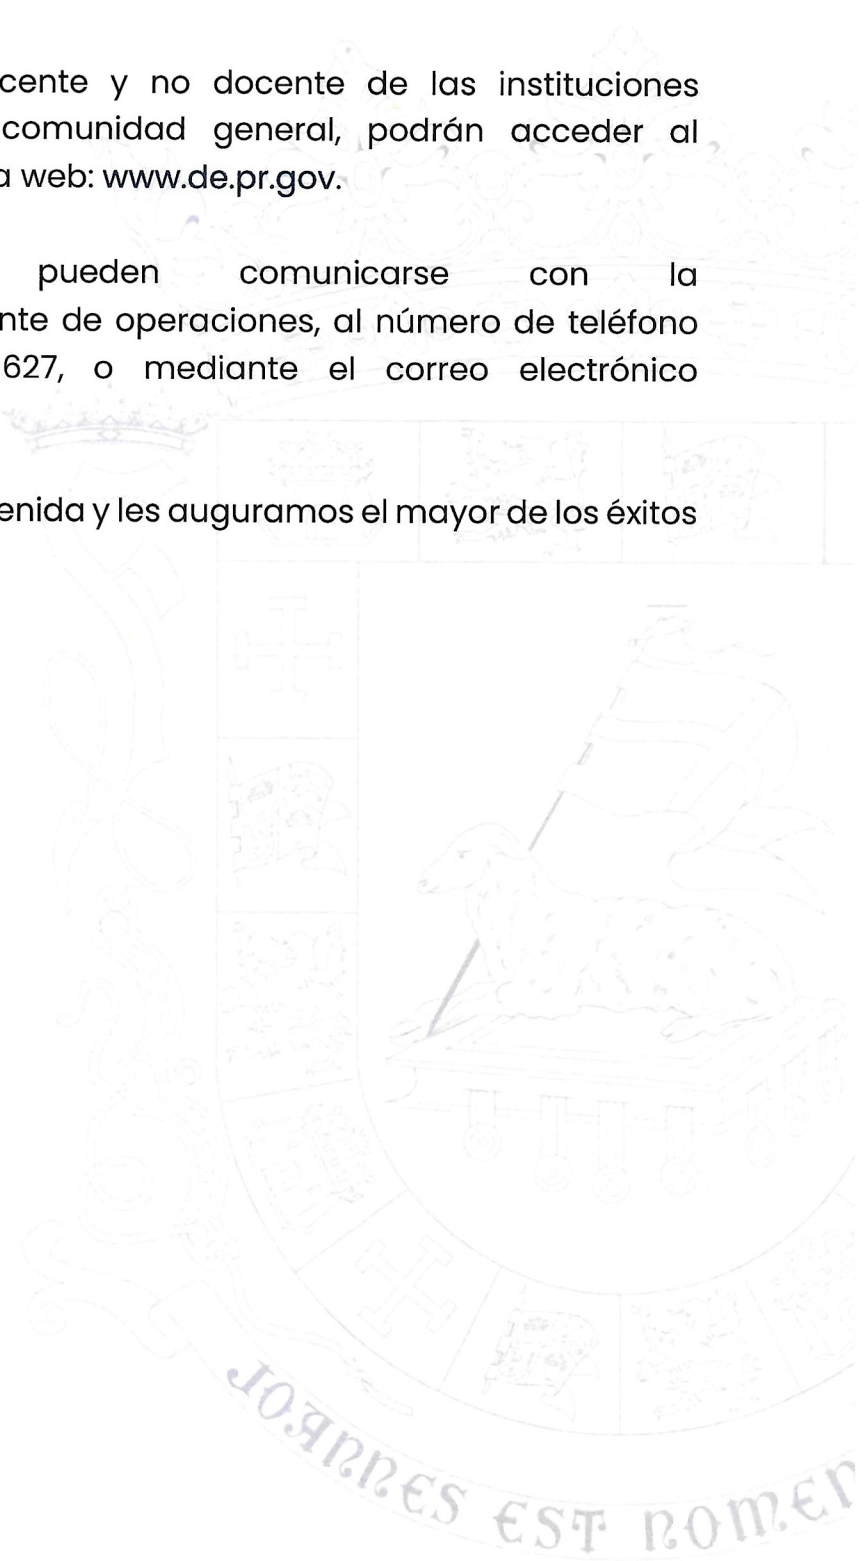 cente y no docente de las instituciones
comunidad general, podrán acceder al
a web: www.de.pr.gov.
pueden comunicarse con la
nte de operaciones, al número de teléfono
627, o mediante el correo electrónico
enida y les auguramos el mayor de los éxitos
JOANNES EST NOMEN